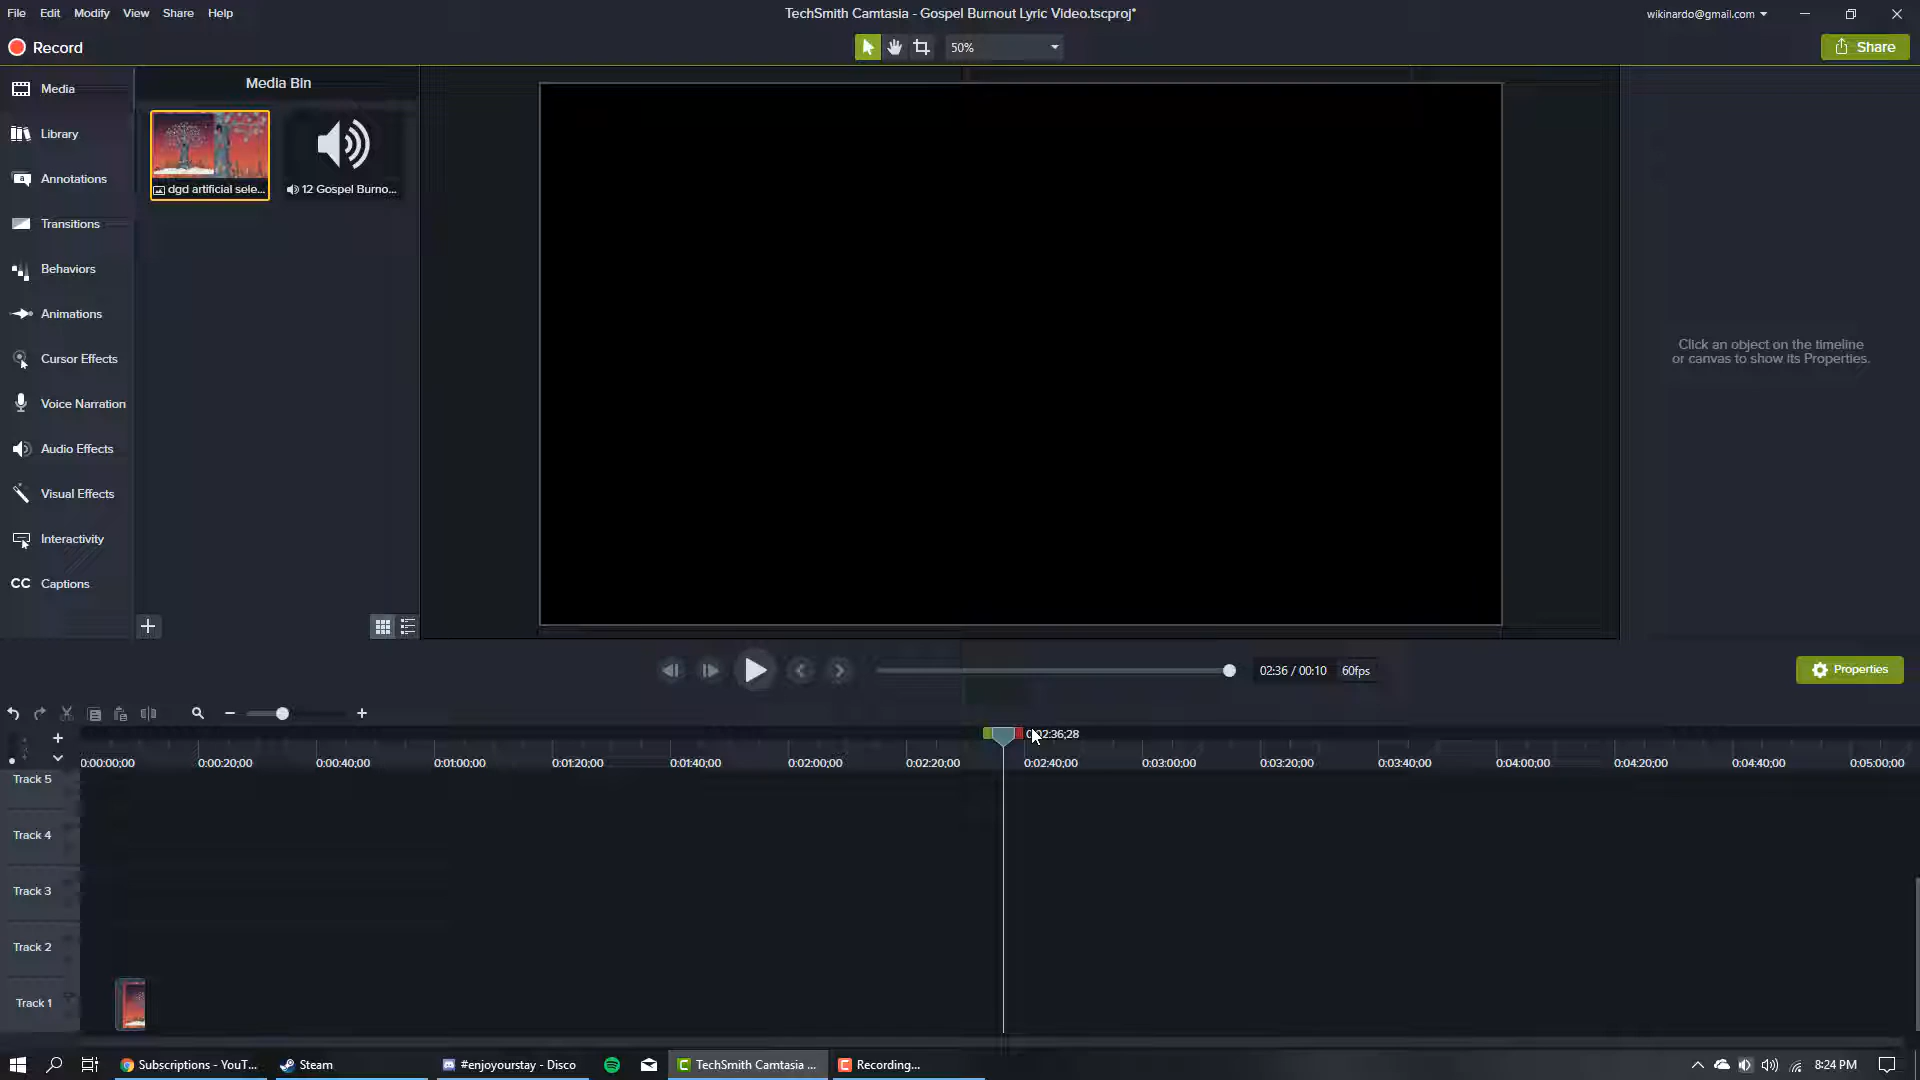 File Edit Modify View Share Help
TechSmith Camtasia - Gospel Burnout Lyric Video.tscproj*
wikinardo@gmail.com
Record
50%
Share
Media
Library
Annotations
Transitions
Behaviors
Animations
Cursor Effects
Voice Narration
Audio Effects
Visual Effects
Interactivity
CC Captions
Media Bin
dgd artificial sele...
12 Gospel Burno...
Click an object on the timeline
or canvas to show its Properties.
02:36 / 00:10 60fps
Properties
02:36;28
0:00:00;00 0:00:20;00 0:00:40;00 0:01:00;00 0:01:20;00 0:01:40;00 0:02:00;00 0:02:20;00 0:02:40;00 0:03:00;00 0:03:20;00 0:03:40;00 0:04:00;00 0:04:20;00 0:04:40;00 0:05:00;00
Track 5
Track 4
Track 3
Track 2
Track 1
Subscriptions - YouT...
Steam
#enjoyourstay - Disco
TechSmith Camtasia ...
Recording...
8:24 PM